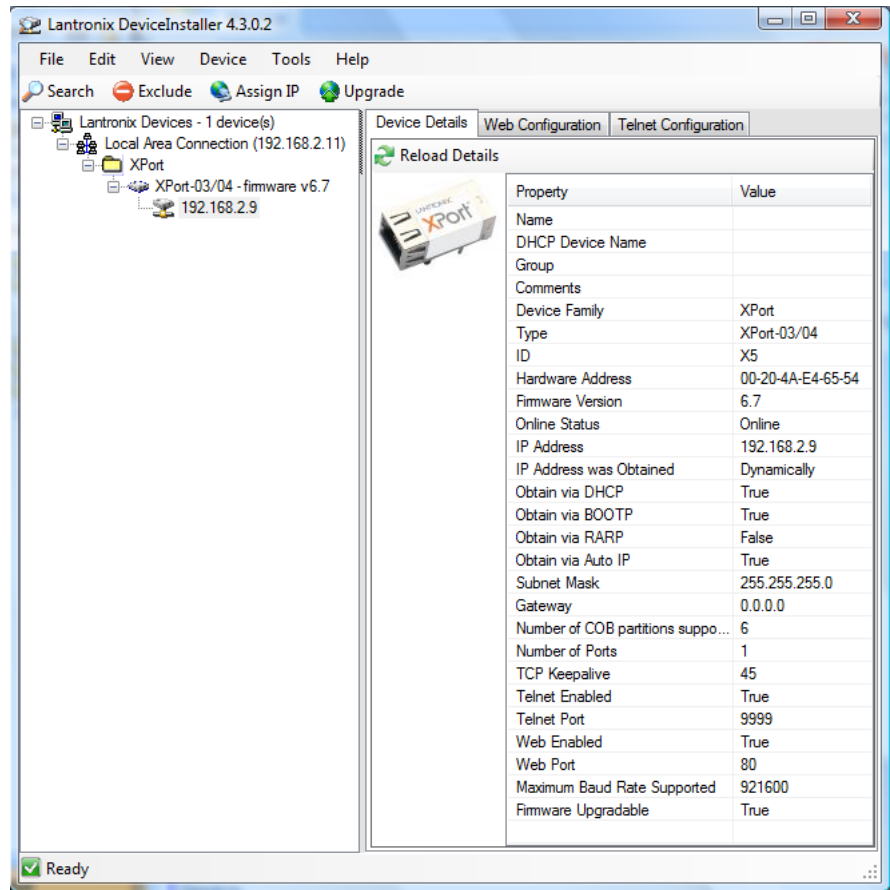 Lantronix DeviceInstaller 4.3.0.2
File Edit View Device Tools Help
Search Exclude Assign IP Upgrade
Lantronix Devices - 1 device(s)
Local Area Connection (192.168.2.11)
XPort
XPort-03/04 - firmware v6.7
192.168.2.9
Device Details Web Configuration Telnet Configuration
Reload Details
LANTRONIX
XPort
Property Value
Name
DHCP Device Name
Group
Comments
Device Family XPort
Type XPort-03/04
ID X5
Hardware Address 00-20-4A-E4-65-54
Firmware Version 6.7
Online Status Online
IP Address 192.168.2.9
IP Address was Obtained Dynamically
Obtain via DHCP True
Obtain via BOOTP True
Obtain via RARP False
Obtain via Auto IP True
Subnet Mask 255.255.255.0
Gateway 0.0.0.0
Number of COB partitions suppo... 6
Number of Ports 1
TCP Keepalive 45
Telnet Enabled True
Telnet Port 9999
Web Enabled True
Web Port 80
Maximum Baud Rate Supported 921600
Firmware Upgradable True
Ready